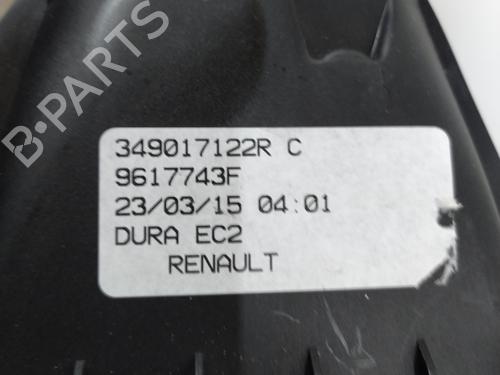 349017122R C
9617743F
23/03/15 04:01
DURA EC2
RENAULT
B-PARTS